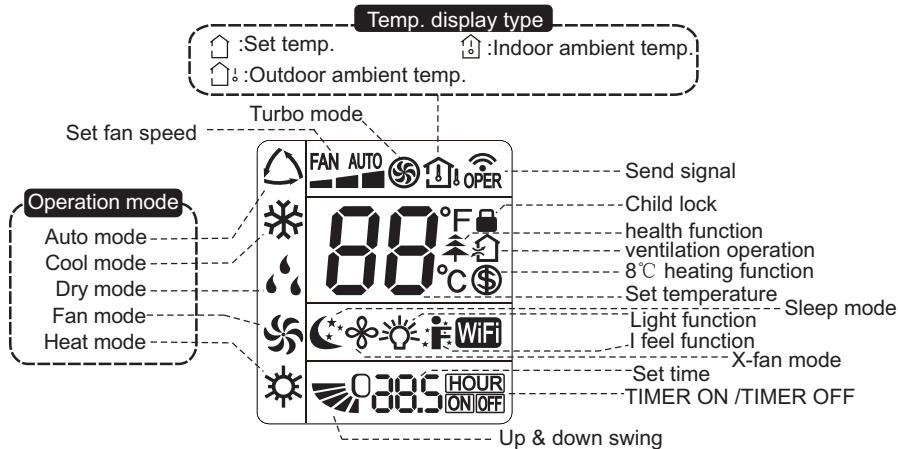 Temp. display type
:Set temp.
:Indoor ambient temp.
:Outdoor ambient temp.
Turbo mode
Set fan speed
FAN AUTO
OPER
Send signal
Operation mode
Auto mode
Cool mode
Dry mode
Fan mode
Heat mode
88
°F
°C
Child lock
health function
ventilation operation
8℃ heating function
Set temperature
Sleep mode
WiFi
Light function
I feel function
X-fan mode
Set time
038.5
HOUR
ON OFF
TIMER ON /TIMER OFF
Up & down swing